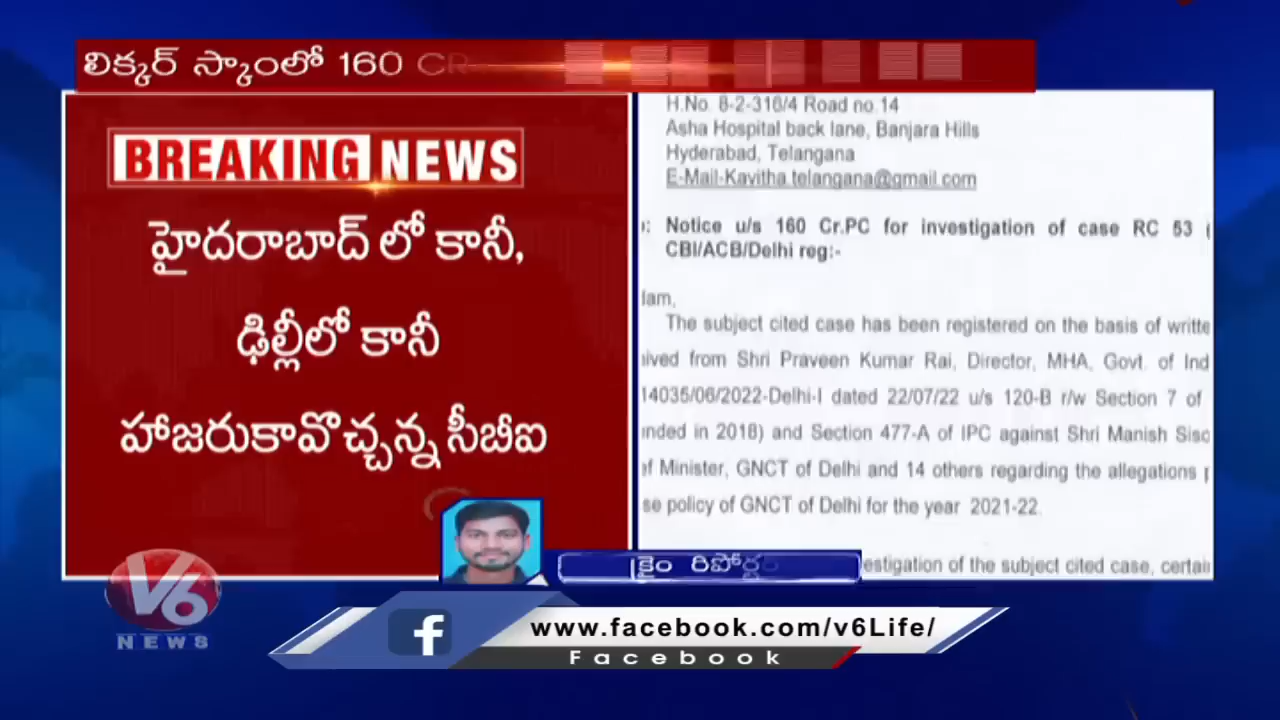 లిక్కర్ స్కాంలో 160 CR
BREAKING NEWS
హైదరాబాద్ లో కానీ,
ఢిల్లీలో కానీ
హాజరుకావొచ్చన్న సీబీఐ
H.No. 8-2-316/4 Road no.14
Asha Hospital back lane, Banjara Hills
Hyderabad, Telangana
E-Mail-Kavitha.telangana@gmail.com
Notice u/s 160 Cr.PC for investigation of case RC 53
CBI/ACB/Delhi reg:-
The subject cited case has been registered on the basis of writte
ived from Shri Praveen Kumar Rai, Director, MHA, Govt. of Ind
14035/06/2022-Delhi-I dated 22/07/22 u/s 120-B r/w Section 7 of
nded in 2018) and Section 477-A of IPC against Shri Manish Siso
ef Minister, GNCT of Delhi and 14 others regarding the allegations
se policy of GNCT of Delhi for the year 2021-22.
estigation of the subject cited case, certain
క్రైం రిపోర్టర్
V6
NEWS
f
www.facebook.com/v6Life/
Facebook